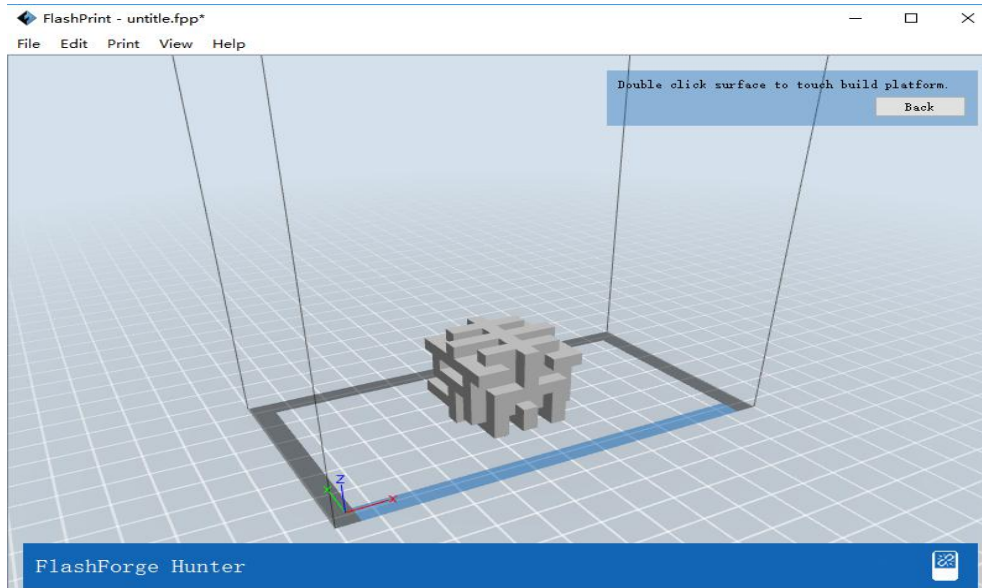 FlashPrint - untitle.fpp*
File Edit Print View Help
Double click surface to touch build platform.
Back
Z
X
FlashForge Hunter